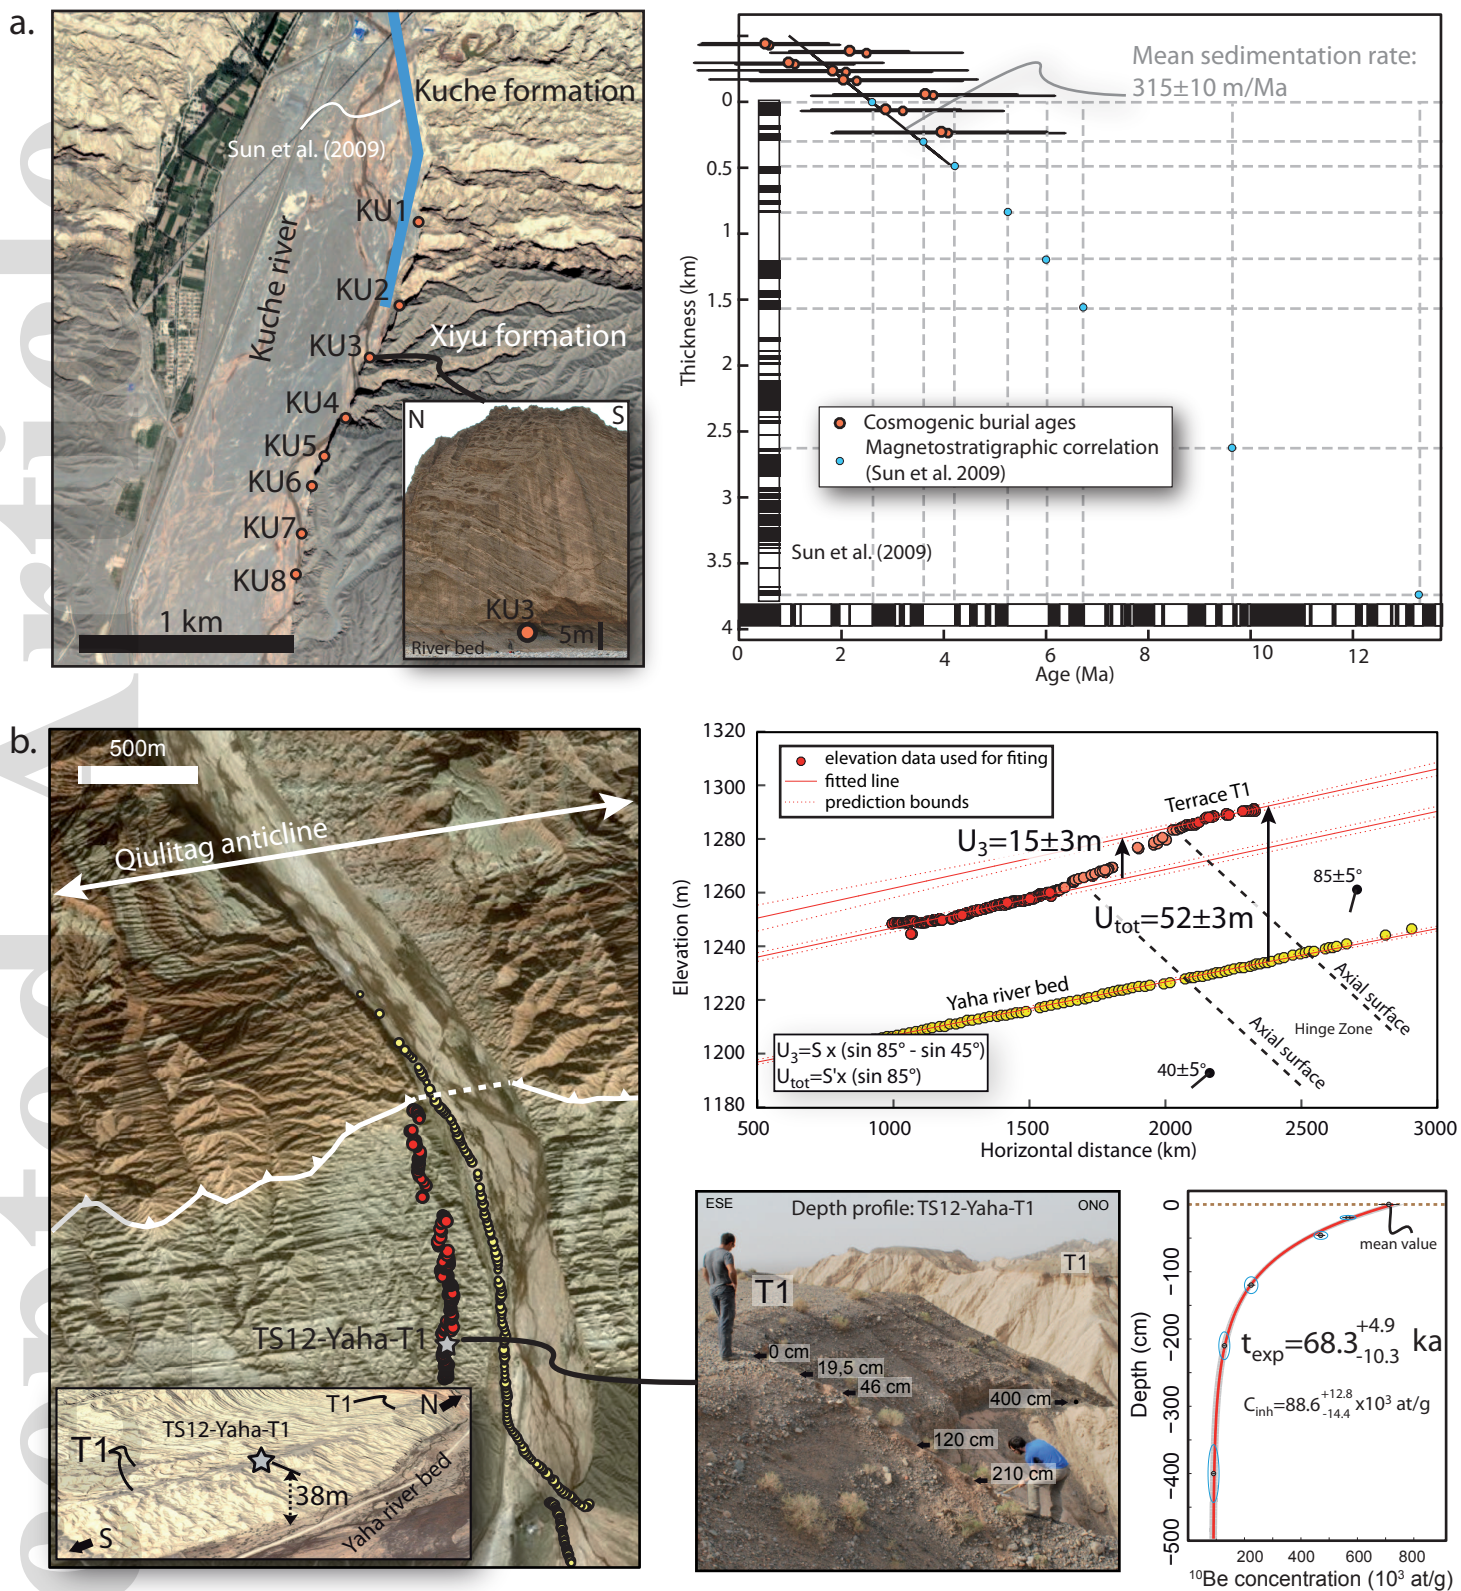 a.
Kuche formation
Sun et al. (2009)
KU1
Kuche river
KU2
Xiyu formation
KU3
KU4
KU5
KU6
KU7
KU8
1 km
N
S
KU3
5m
River bed
Mean sedimentation rate:
315±10 m/Ma
0
0.5
1
1.5
2
2.5
3
3.5
4
Thickness (km)
Cosmogenic burial ages
Magnetostratigraphic correlation
(Sun et al. 2009)
Sun et al. (2009)
0
2
4
6
8
10
12
Age (Ma)
b.
500m
Qiulitag anticline
TS12-Yaha-T1
T1
N
TS12-Yaha-T1
T1
38m
Yaha river bed
S
1320
1300
1280
1260
1240
1220
1200
1180
Elevation (m)
elevation data used for fiting
fitted line
prediction bounds
Terrace T1
U3=15±3m
85±5°
Utot=52±3m
Yaha river bed
Axial surface
Axial surface
Hinge Zone
40±5°
U3=S x (sin 85° - sin 45°)
Utot=S'x (sin 85°)
500
1000
1500
2000
2500
3000
Horizontal distance (km)
ESE
Depth profile: TS12-Yaha-T1
ONO
T1
T1
0 cm
19,5 cm
46 cm
400 cm
120 cm
210 cm
0
−100
−200
−300
−400
−500
Depth (cm)
mean value
texp=68.3 +4.9 -10.3 ka
Cinh=88.6 +12.8 -14.4 x10³ at/g
200
400
600
800
¹⁰Be concentration (10³ at/g)
Accepted Article